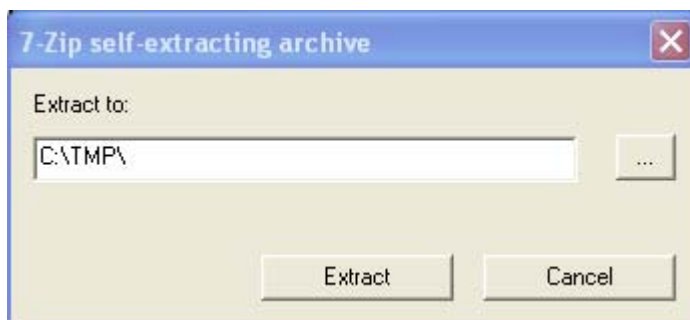 7-Zip self-extracting archive
Extract to:
C:\TMP\
...
Extract
Cancel